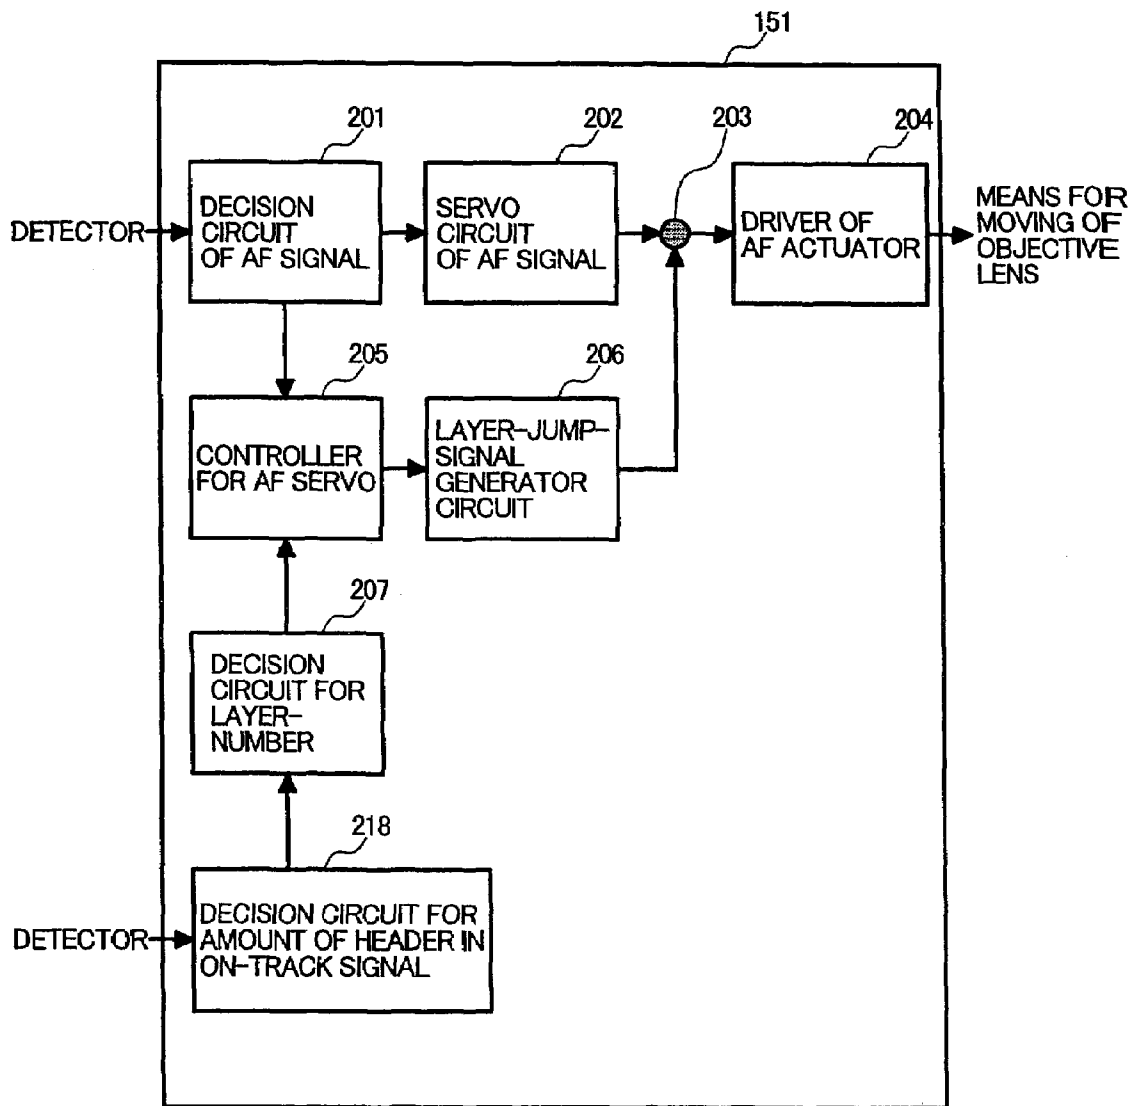 151
201
202
203
204
DETECTOR
DECISION
CIRCUIT
OF AF SIGNAL
SERVO
CIRCUIT
OF AF SIGNAL
DRIVER OF
AF ACTUATOR
MEANS FOR
MOVING OF
OBJECTIVE
LENS
205
206
CONTROLLER
FOR AF SERVO
LAYER-JUMP-
SIGNAL
GENERATOR
CIRCUIT
207
DECISION
CIRCUIT FOR
LAYER-
NUMBER
218
DETECTOR
DECISION CIRCUIT FOR
AMOUNT OF HEADER IN
ON-TRACK SIGNAL